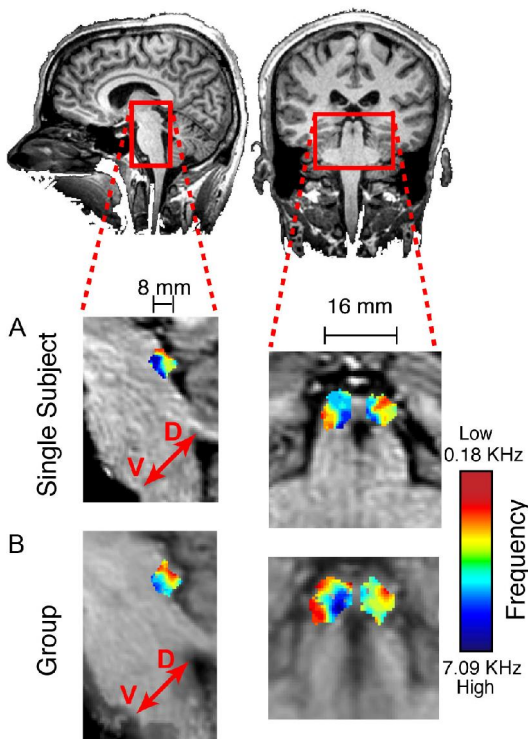 8 mm
16 mm
A
Single Subject
D
V
Low
0.18 KHz
Frequency
7.09 KHz
High
B
Group
D
V